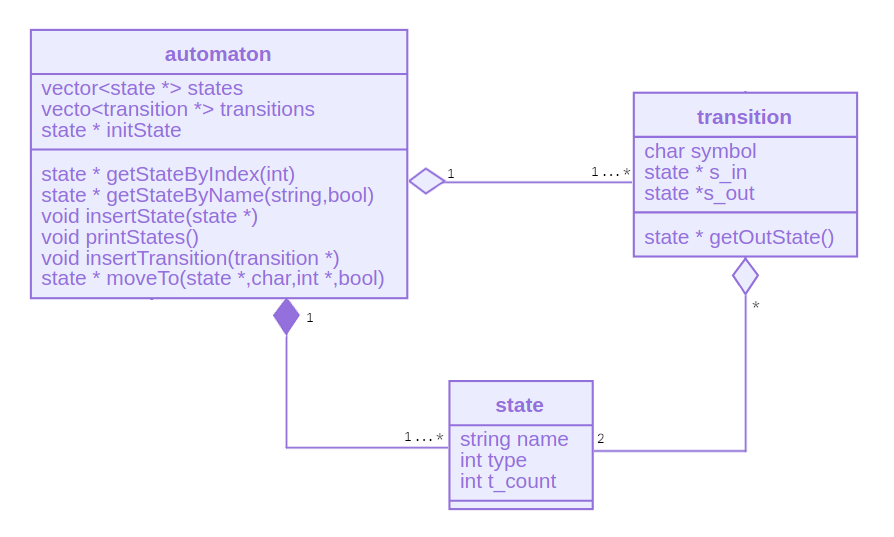 automaton
vector<state *> states
vecto<transition *> transitions
state * initState
state * getStateByIndex(int)
state * getStateByName(string,bool)
void insertState(state *)
void printStates()
void insertTransition(transition *)
state * moveTo(state *,char,int *,bool)
1
1...*
transition
char symbol
state * s_in
state *s_out
state * getOutState()
1
*
1...*
state
string name
int type
int t_count
2